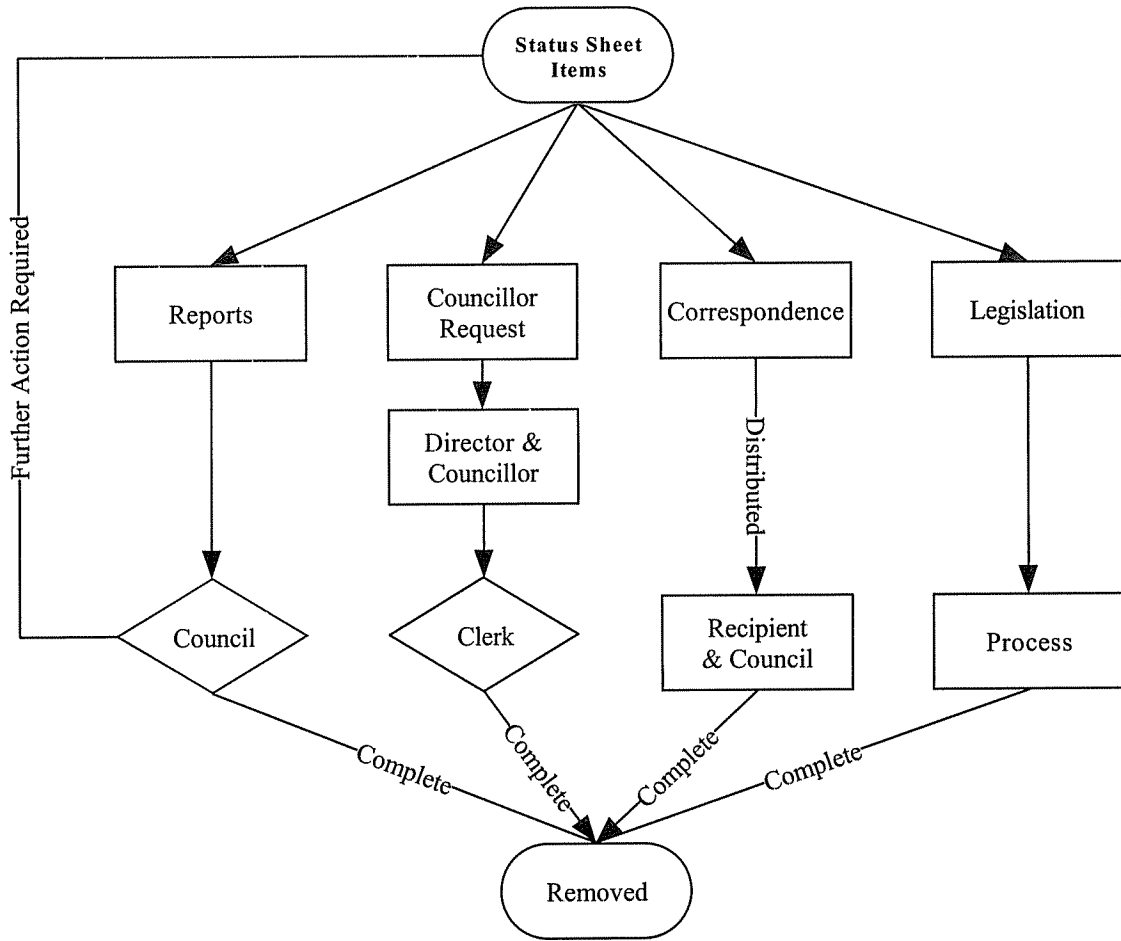 Status Sheet
Items
Further Action Required
Reports
Councillor
Request
Correspondence
Legislation
Director &
Councillor
Distributed
Council
Clerk
Recipient
& Council
Process
Complete
Complete
Complete
Complete
Removed